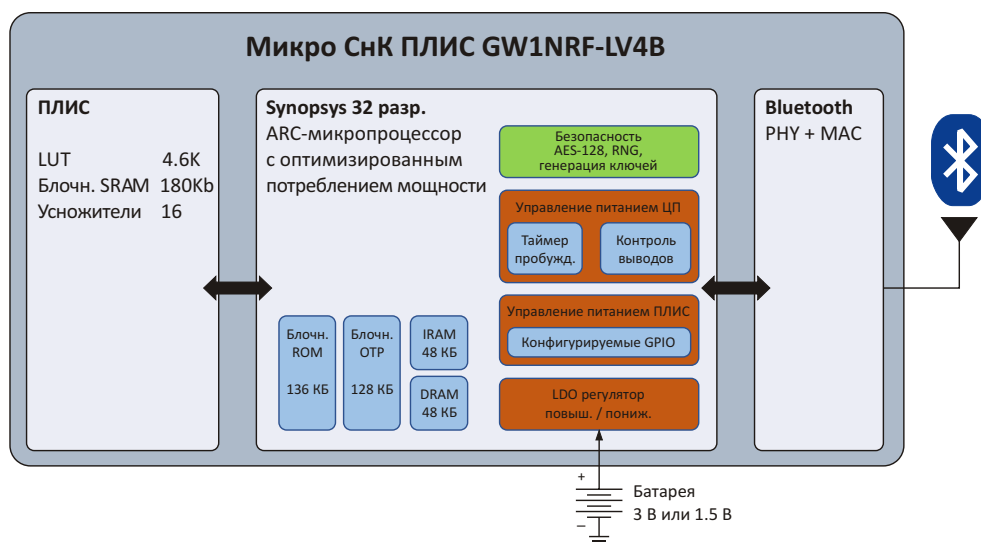 Микро СнК ПЛИС GW1NRF-LV4B
ПЛИС
LUT 4.6K
Блочн. SRAM 180Kb
Усножители 16
Synopsys 32 разр.
ARC-микропроцессор
с оптимизированным
потреблением мощности
Безопасность
AES-128, RNG,
генерация ключей
Управление питанием ЦП
Таймер
пробужд.
Контроль
выводов
Управление питанием ПЛИС
Конфигурируемые GPIO
LDO регулятор
повыш. / пониж.
Блочн.
ROM
136 КБ
Блочн.
OTP
128 КБ
IRAM
48 КБ
DRAM
48 КБ
Bluetooth
PHY + MAC
+
–
Батарея
3 В или 1.5 В